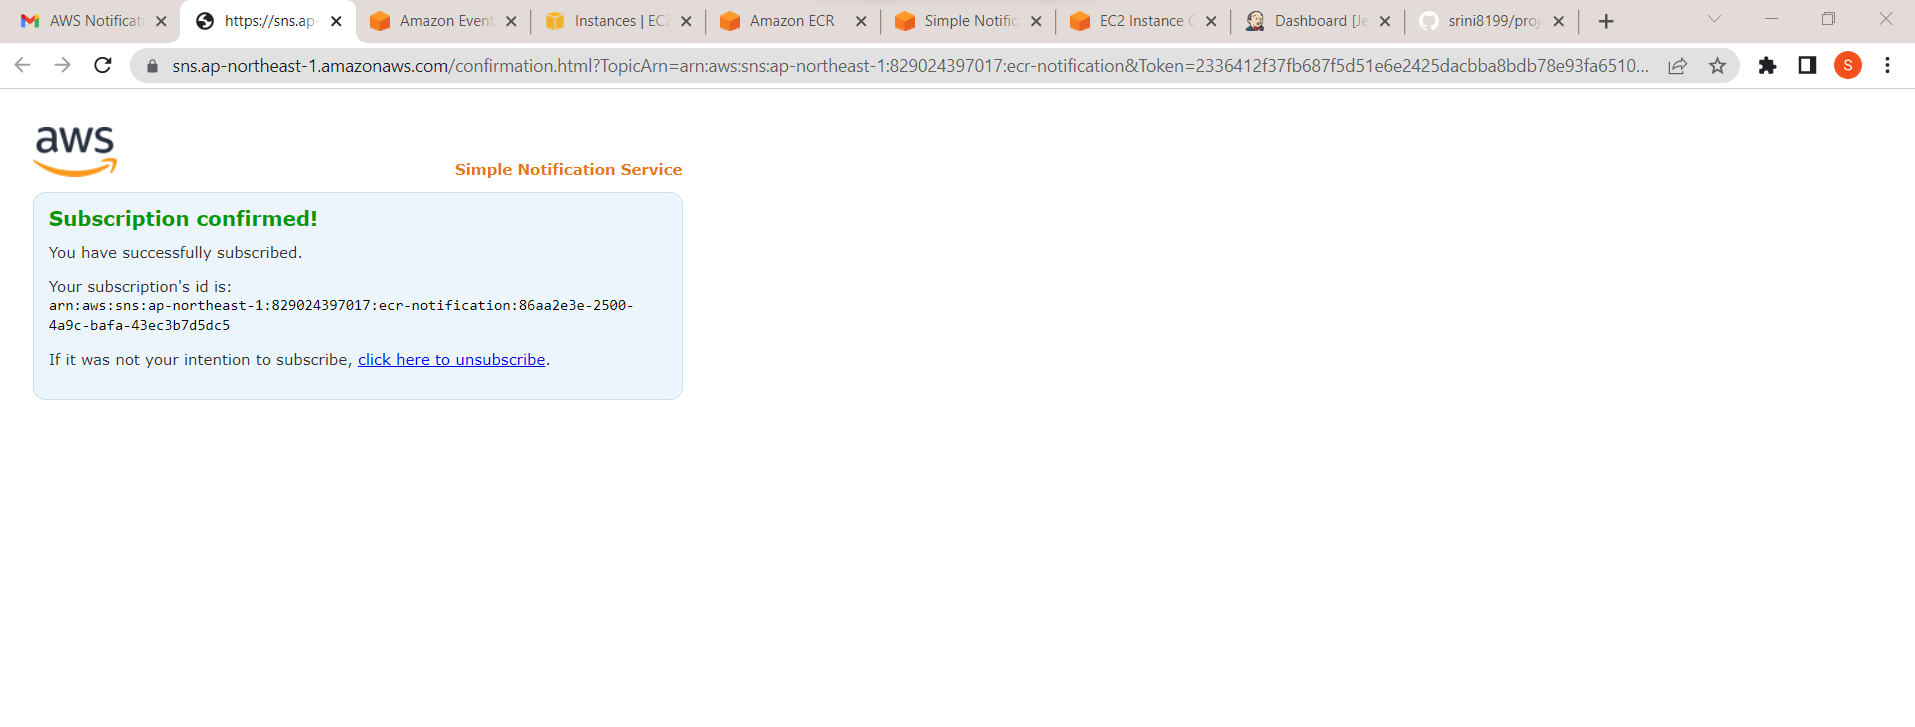 AWS Notificati
https://sns.ap-
Amazon Event
Instances | EC2
Amazon ECR
Simple Notific
EC2 Instance C
Dashboard [Je
srini8199/proj
sns.ap-northeast-1.amazonaws.com/confirmation.html?TopicArn=arn:aws:sns:ap-northeast-1:829024397017:ecr-notification&Token=2336412f37fb687f5d51e6e2425dacbba8bdb78e93fa6510...
S
aws
Simple Notification Service
Subscription confirmed!
You have successfully subscribed.
Your subscription's id is:
arn:aws:sns:ap-northeast-1:829024397017:ecr-notification:86aa2e3e-2500-
4a9c-bafa-43ec3b7d5dc5
If it was not your intention to subscribe, click here to unsubscribe.